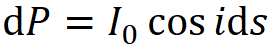 dP = I₀ cos ids